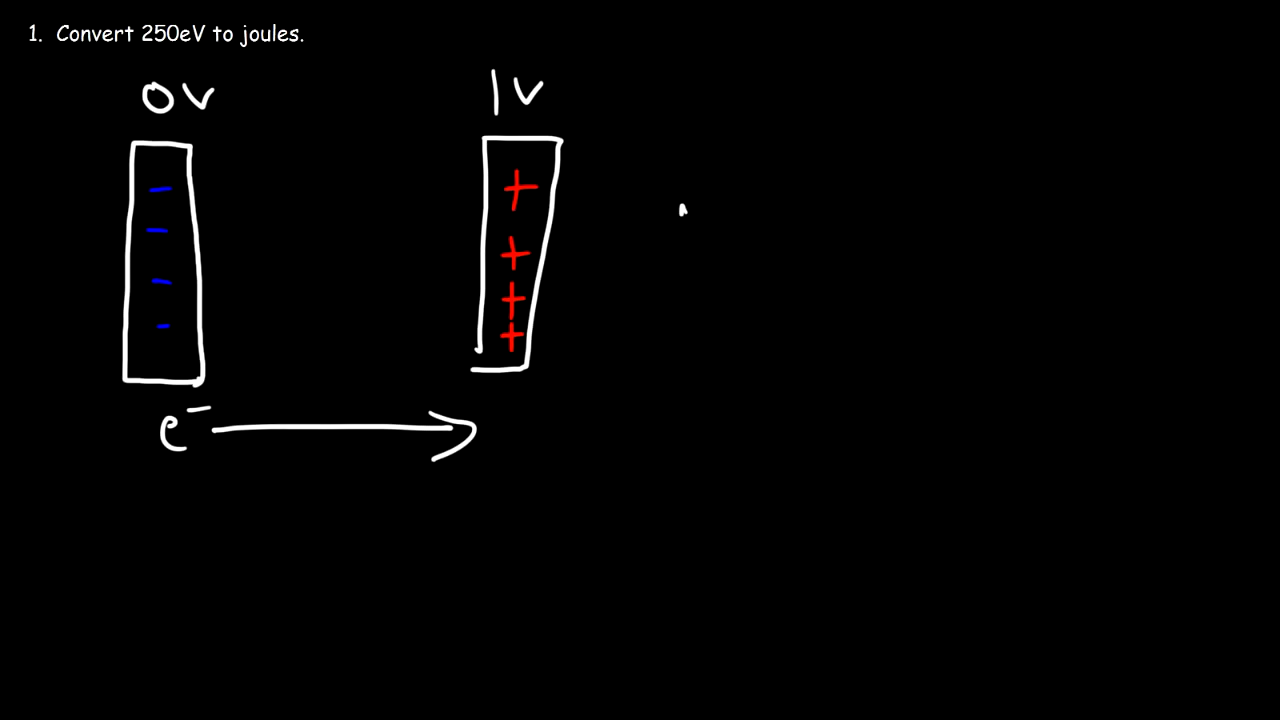 1. Convert 250eV to joules.
0V 1V
- +
- +
- +
- +
e⁻